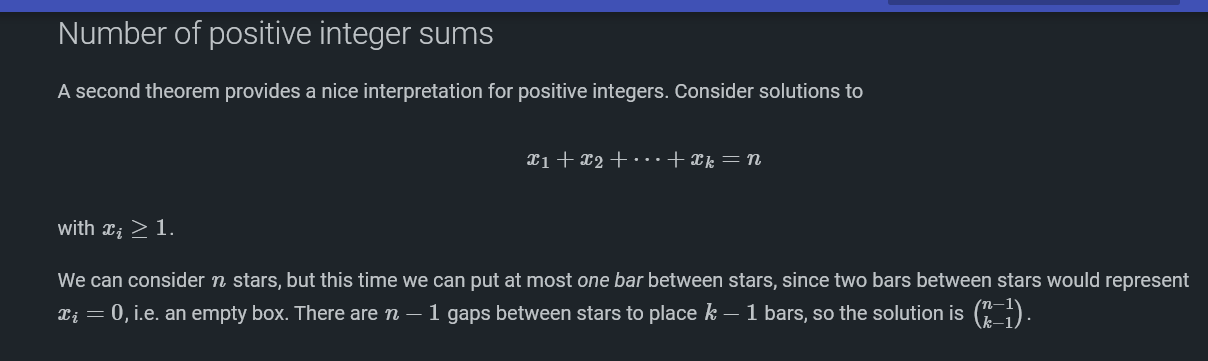 Number of positive integer sums
A second theorem provides a nice interpretation for positive integers. Consider solutions to
x₁ + x₂ + ⋯ + xₖ = n
with xᵢ ≥ 1.
We can consider n stars, but this time we can put at most one bar between stars, since two bars between stars would represent
xᵢ = 0, i.e. an empty box. There are n − 1 gaps between stars to place k − 1 bars, so the solution is \binom{n−1}{k−1}.